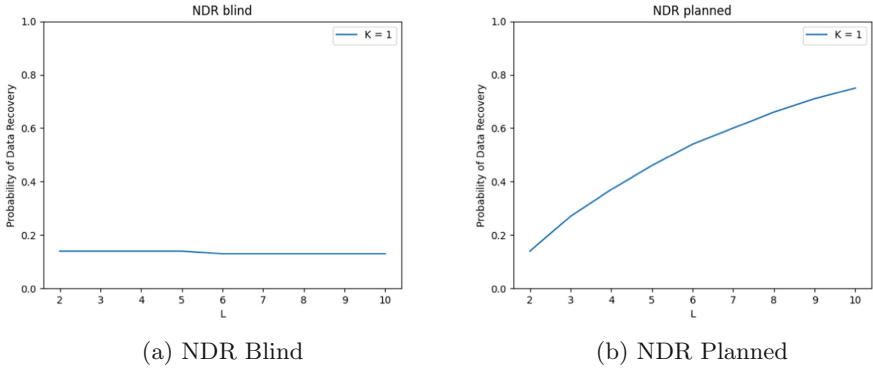 NDR blind
K = 1
Probability of Data Recovery
1.0
0.8
0.6
0.4
0.2
0.0
2 3 4 5 6 7 8 9 10
L
(a) NDR Blind
NDR planned
K = 1
Probability of Data Recovery
1.0
0.8
0.6
0.4
0.2
0.0
2 3 4 5 6 7 8 9 10
L
(b) NDR Planned